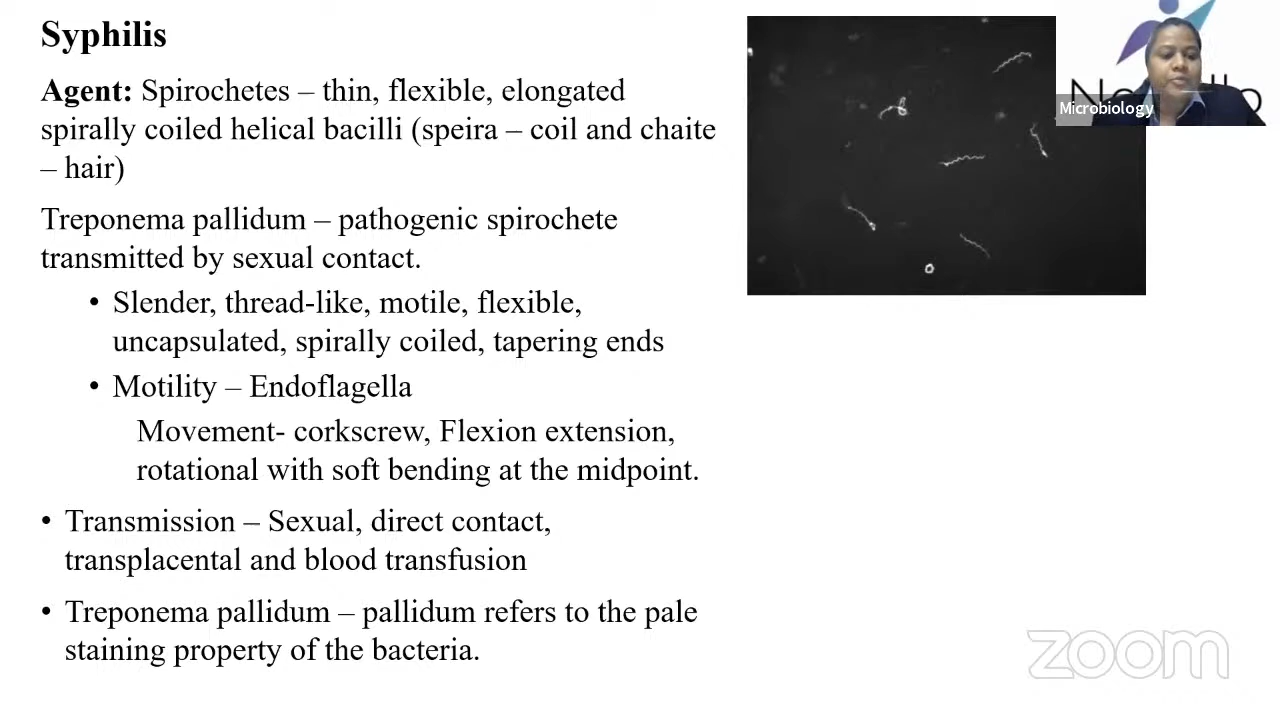 Syphilis
Agent: Spirochetes – thin, flexible, elongated
spirally coiled helical bacilli (speira – coil and chaite
– hair)
Treponema pallidum – pathogenic spirochete
transmitted by sexual contact.
• Slender, thread-like, motile, flexible,
uncapsulated, spirally coiled, tapering ends
• Motility – Endoflagella
Movement- corkscrew, Flexion extension,
rotational with soft bending at the midpoint.
• Transmission – Sexual, direct contact,
transplacental and blood transfusion
• Treponema pallidum – pallidum refers to the pale
staining property of the bacteria.
Microbiology
zoom